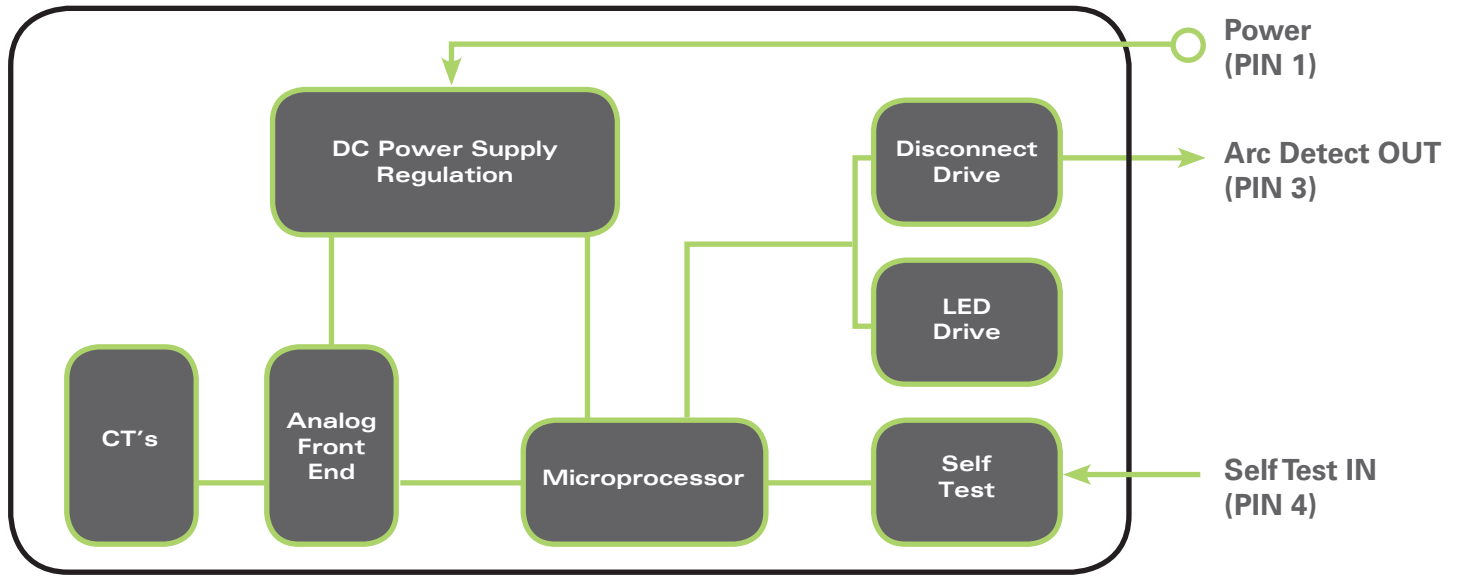 Power
(PIN 1)
DC Power Supply
Regulation
Disconnect
Drive
Arc Detect OUT
(PIN 3)
LED
Drive
CT's
Analog
Front
End
Microprocessor
Self
Test
Self Test IN
(PIN 4)